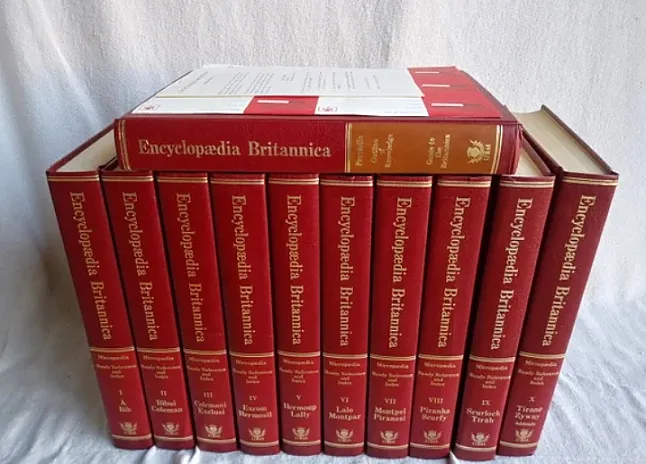 Encyclopædia Britannica
Propædia
Outline
of
Knowledge
Guide to
the
Britannica
Encyclopædia Britannica
Micropædia
Ready Reference
and
Index
I
A
Bib
Encyclopædia Britannica
Micropædia
Ready Reference
and
Index
II
Bibai
Coleman
Encyclopædia Britannica
Micropædia
Ready Reference
and
Index
III
Colemani
Exclusi
Encyclopædia Britannica
Micropædia
Ready Reference
and
Index
IV
Excom
Hermosil
Encyclopædia Britannica
Micropædia
Ready Reference
and
Index
V
Hermoup
Lally
Encyclopædia Britannica
Micropædia
Ready Reference
and
Index
VI
Lalo
Montpar
Encyclopædia Britannica
Micropædia
Ready Reference
and
Index
VII
Montpel
Piranesi
Encyclopædia Britannica
Micropædia
Ready Reference
and
Index
VIII
Piranha
Scurfy
Encyclopædia Britannica
Micropædia
Ready Reference
and
Index
IX
Scurlock
Tirah
Encyclopædia Britannica
Micropædia
Ready Reference
and
Index
X
Tirane
Zywny
Addenda